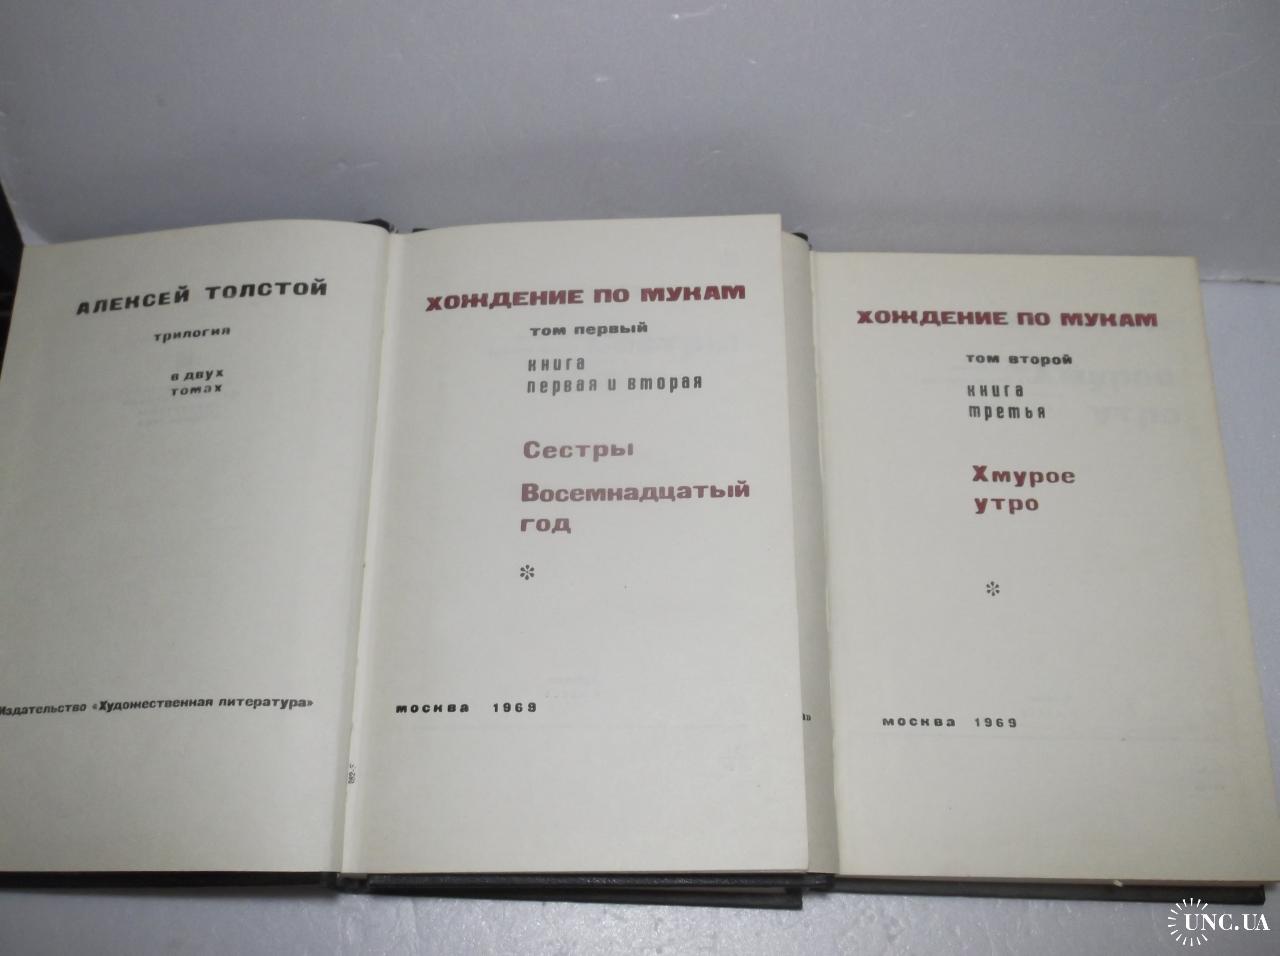 АЛЕКСЕЙ ТОЛСТОЙ
трилогия
в двух
томах
Издательство «Художественная литература»
ХОЖДЕНИЕ ПО МУКАМ
том первый
книга
первая и вторая
Сестры
Восемнадцатый
год
*
москва 1969
ХОЖДЕНИЕ ПО МУКАМ
том второй
книга
третья
Хмурое
утро
*
москва 1969
UNC.UA